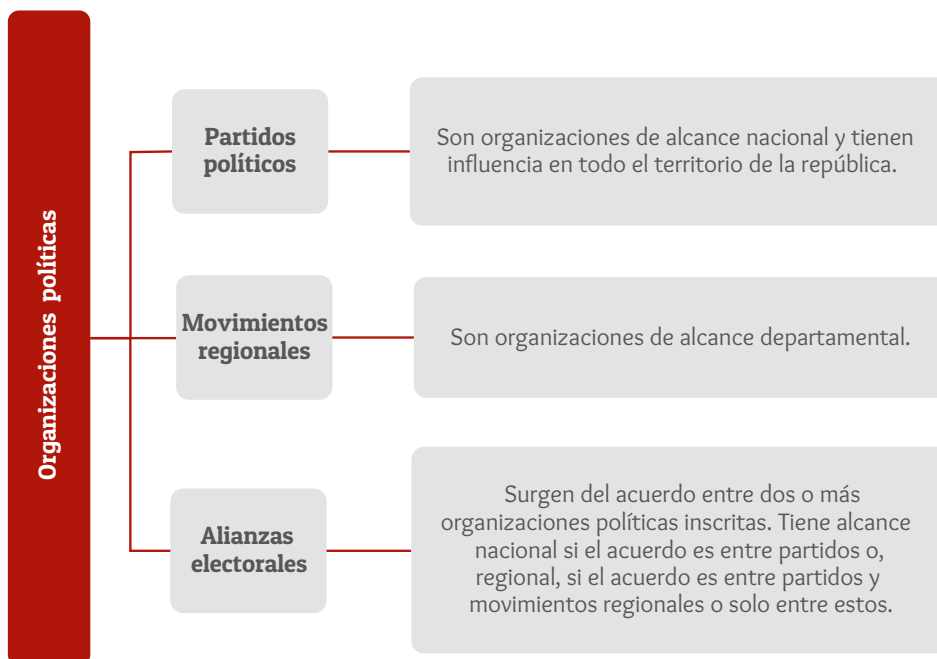 Organizaciones políticas
Partidos
políticos
Son organizaciones de alcance nacional y tienen
influencia en todo el territorio de la república.
Movimientos
regionales
Son organizaciones de alcance departamental.
Alianzas
electorales
Surgen del acuerdo entre dos o más
organizaciones políticas inscritas. Tiene alcance
nacional si el acuerdo es entre partidos o,
regional, si el acuerdo es entre partidos y
movimientos regionales o solo entre estos.